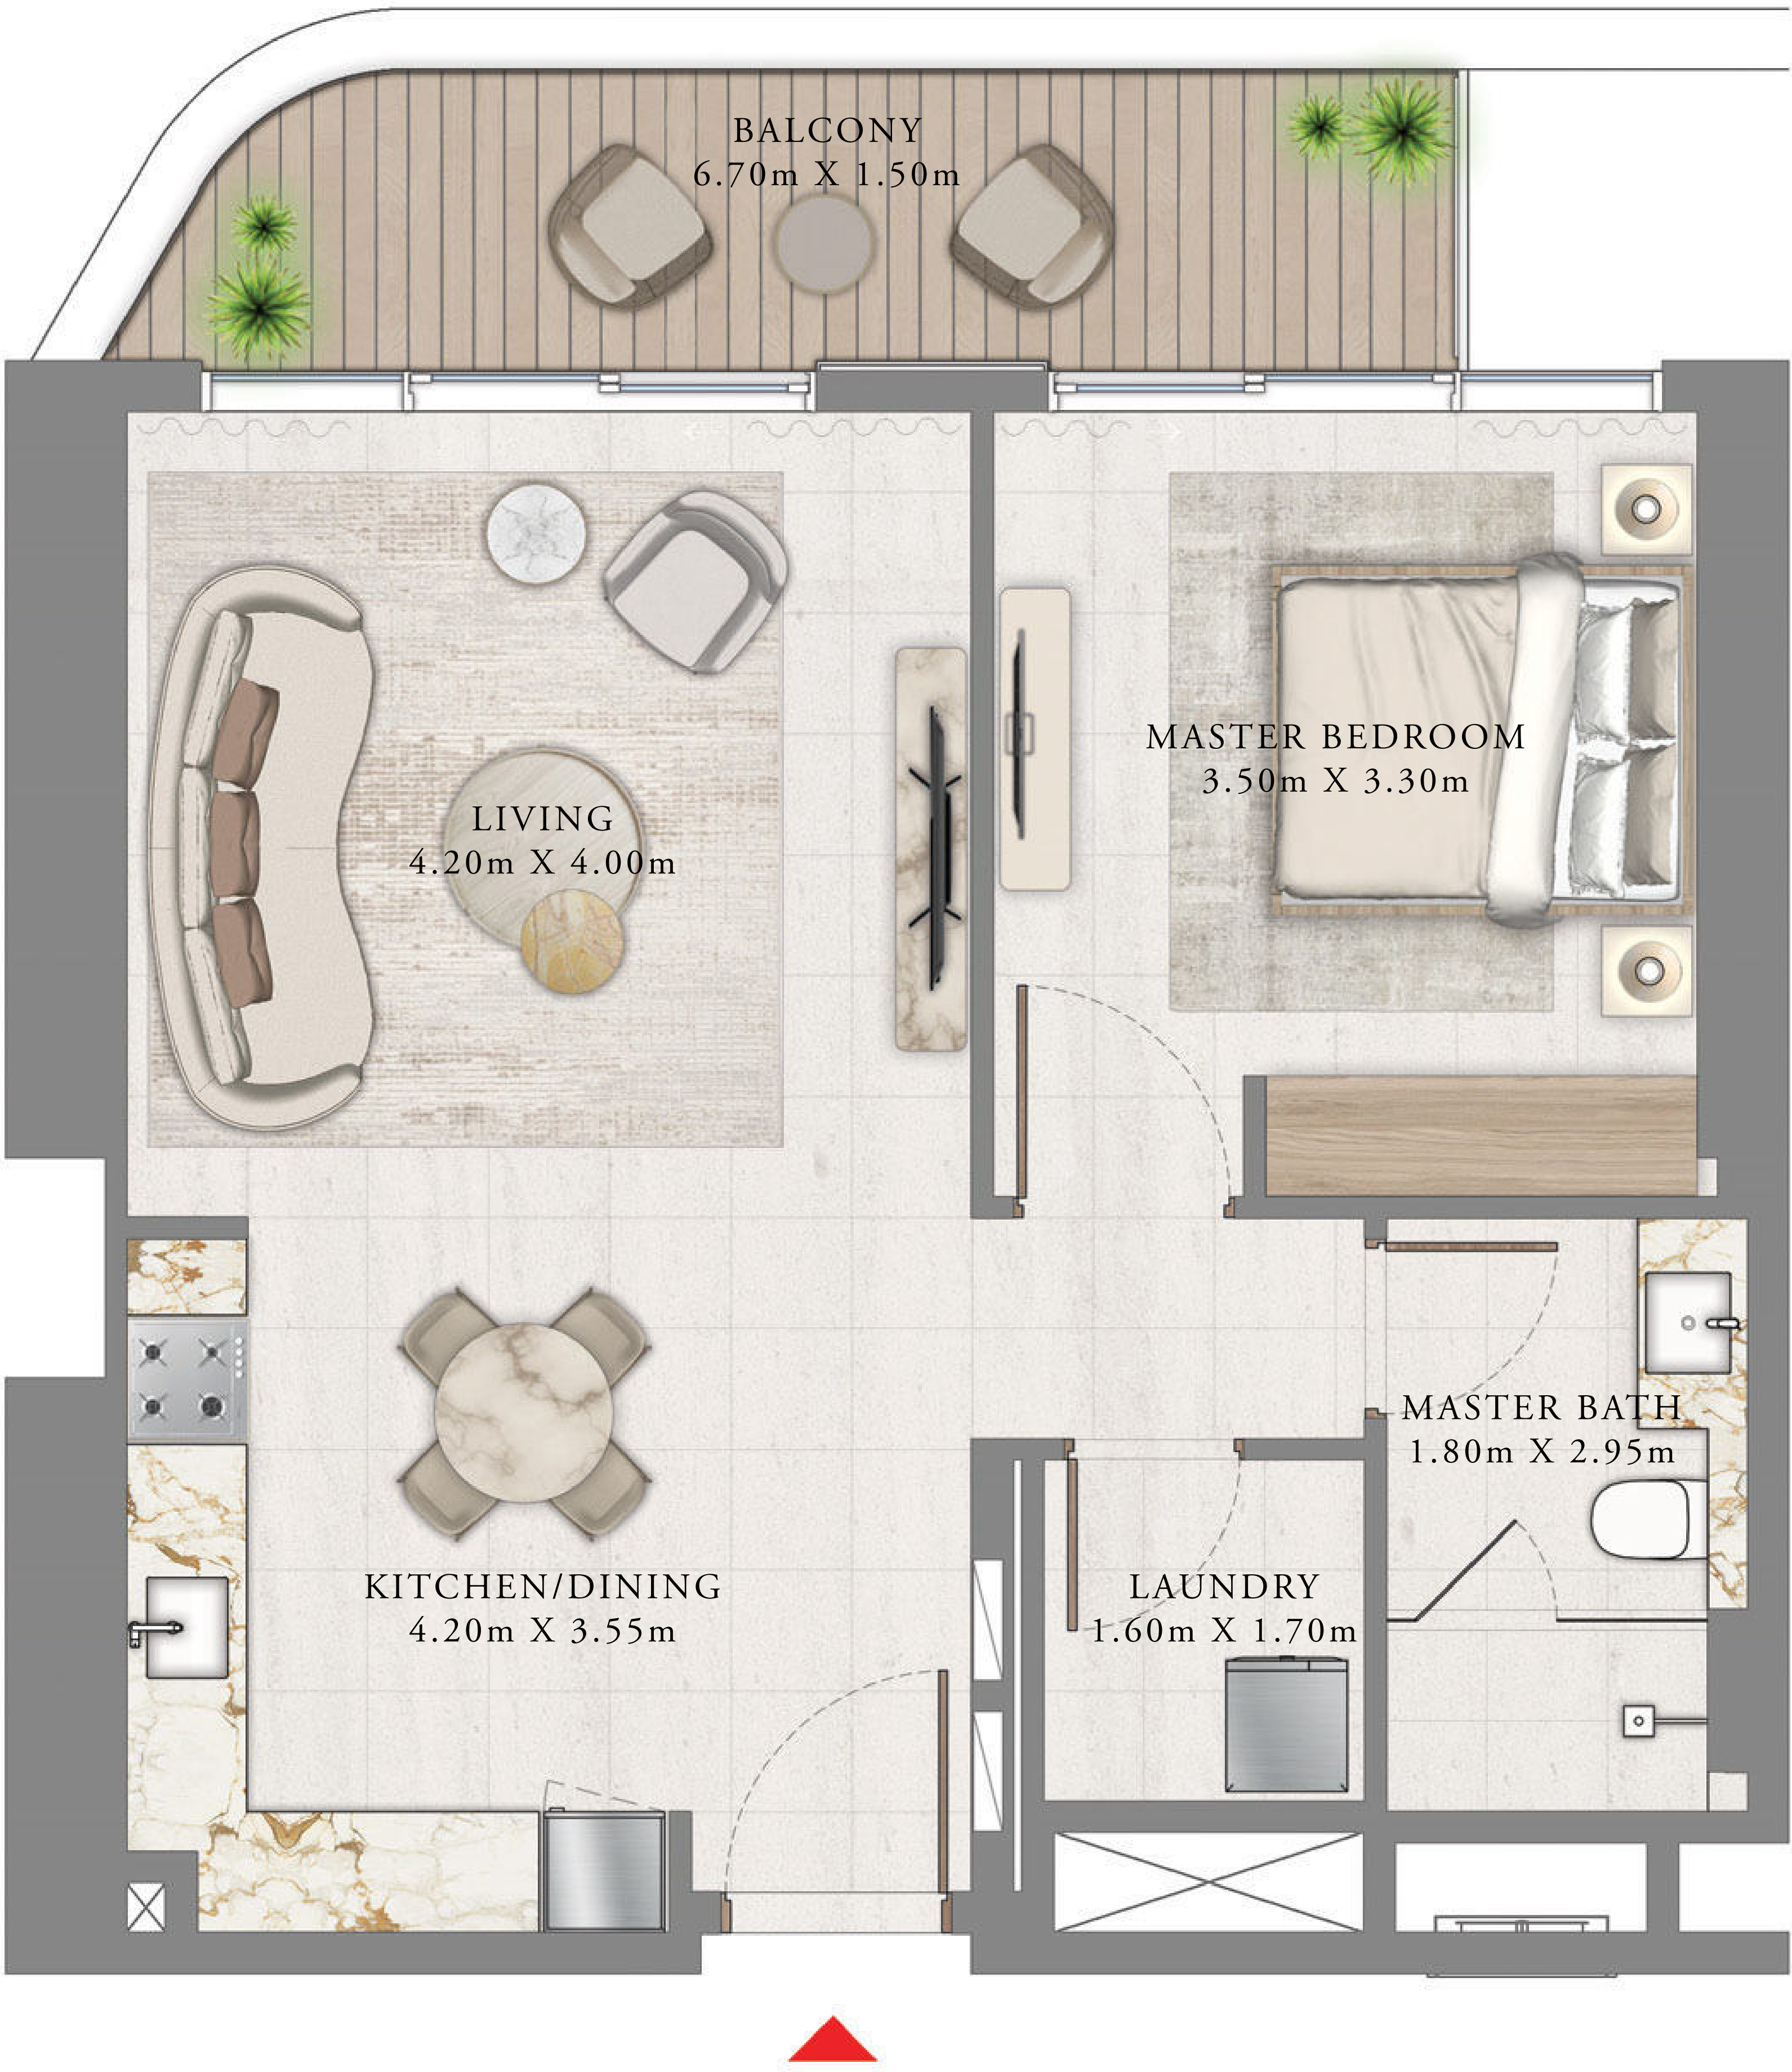 BALCONY
6.70m X 1.50m
MASTER BEDROOM
3.50m X 3.30m
LIVING
4.20m X 4.00m
MASTER BATH
1.80m X 2.95m
KITCHEN/DINING
4.20m X 3.55m
LAUNDRY
1.60m X 1.70m